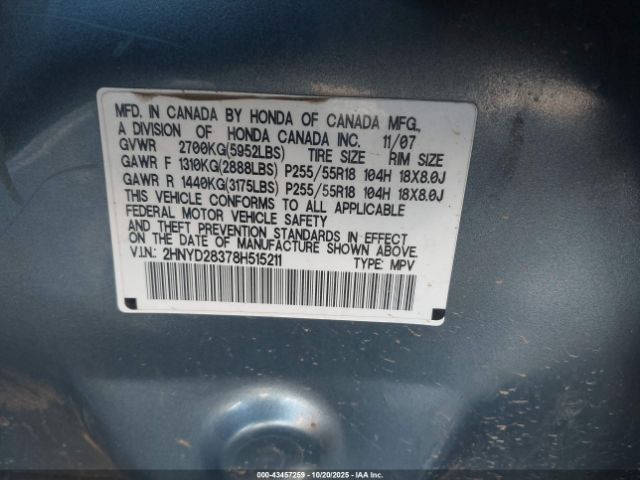 MFD. IN CANADA BY HONDA OF CANADA MFG.,
A DIVISION OF HONDA CANADA INC. 11/07
GVWR 2700KG(5952LBS) TIRE SIZE RIM SIZE
GAWR F 1310KG(2888LBS) P255/55R18 104H 18X8.0J
GAWR R 1440KG(3175LBS) P255/55R18 104H 18X8.0J
THIS VEHICLE CONFORMS TO ALL APPLICABLE
FEDERAL MOTOR VEHICLE SAFETY
AND THEFT PREVENTION STANDARDS IN EFFECT
ON THE DATE OF MANUFACTURE SHOWN ABOVE.
V.I.N.: 2HNYD28378H515211 TYPE: MPV
000-43457259 | 10/20/2025 - IAA, Inc.